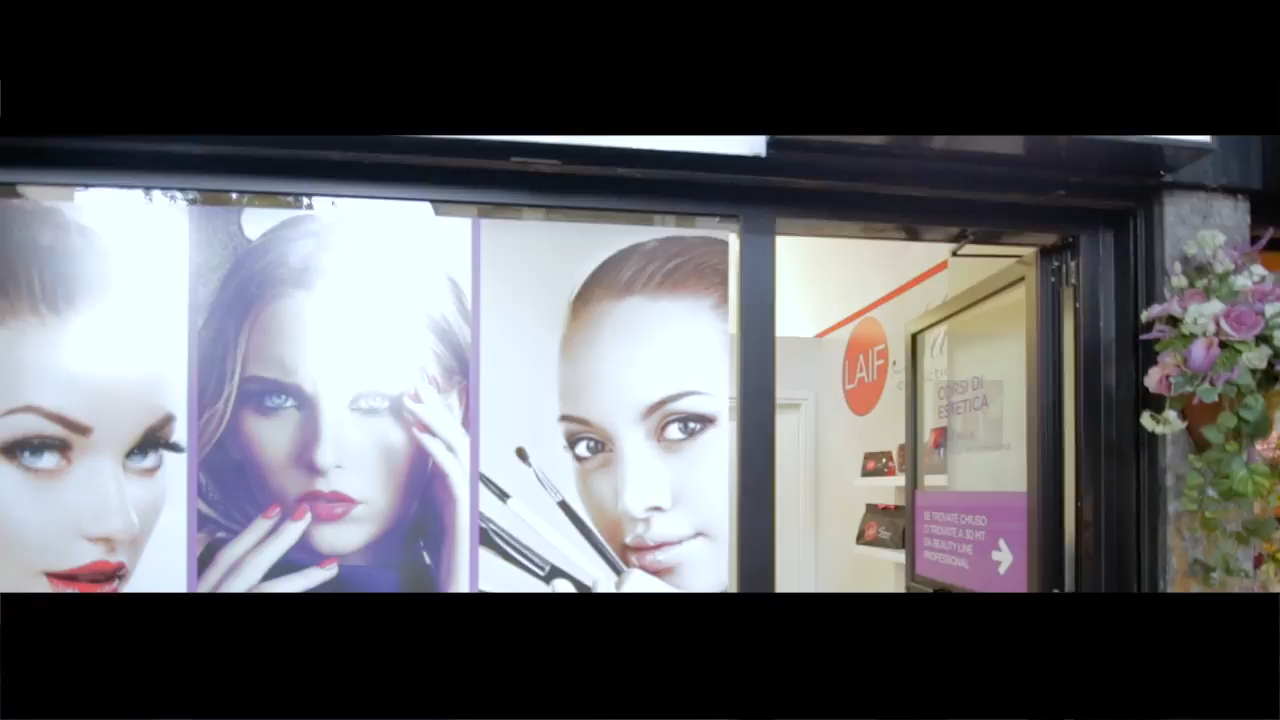 LAIF
CORSI DI
ESTETICA
SE TROVATE CHIUSO
CI TROVATE A 30 MT
DA BEAUTY LINE
PROFESSIONAL